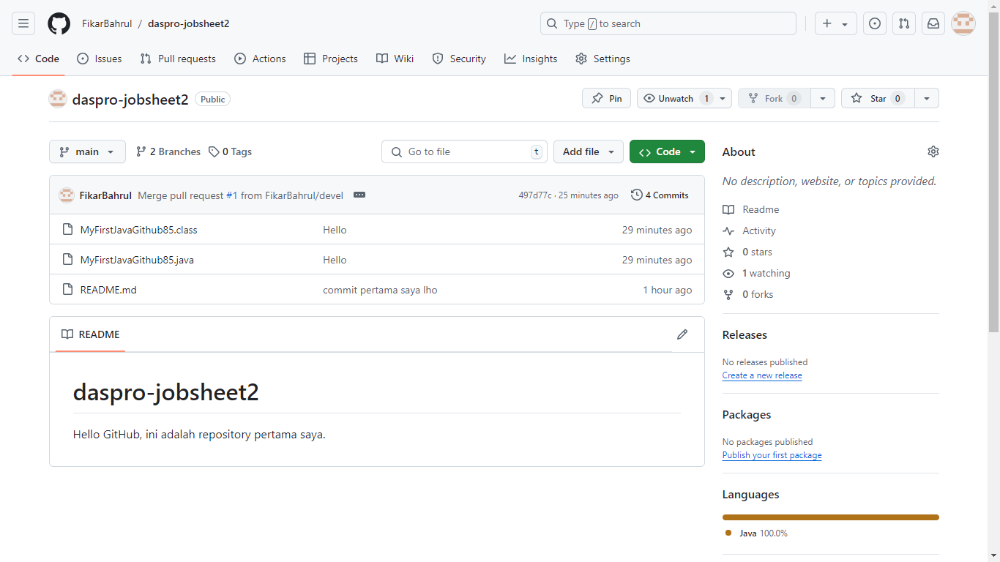 FikarBahrul / daspro-jobsheet2 Type / to search
Code Issues Pull requests Actions Projects Wiki Security Insights Settings
daspro-jobsheet2 Public Pin Unwatch 1 Fork 0 Star 0
main 2 Branches 0 Tags Go to file t Add file Code
FikarBahrul Merge pull request #1 from FikarBahrul/devel 497d77c · 25 minutes ago 4 Commits
MyFirstJavaGithub85.class Hello 29 minutes ago
MyFirstJavaGithub85.java Hello 29 minutes ago
README.md commit pertama saya lho 1 hour ago
README
daspro-jobsheet2
Hello GitHub, ini adalah repository pertama saya.
About
No description, website, or topics provided.
Readme
Activity
0 stars
1 watching
0 forks
Releases
No releases published
Create a new release
Packages
No packages published
Publish your first package
Languages
Java 100.0%